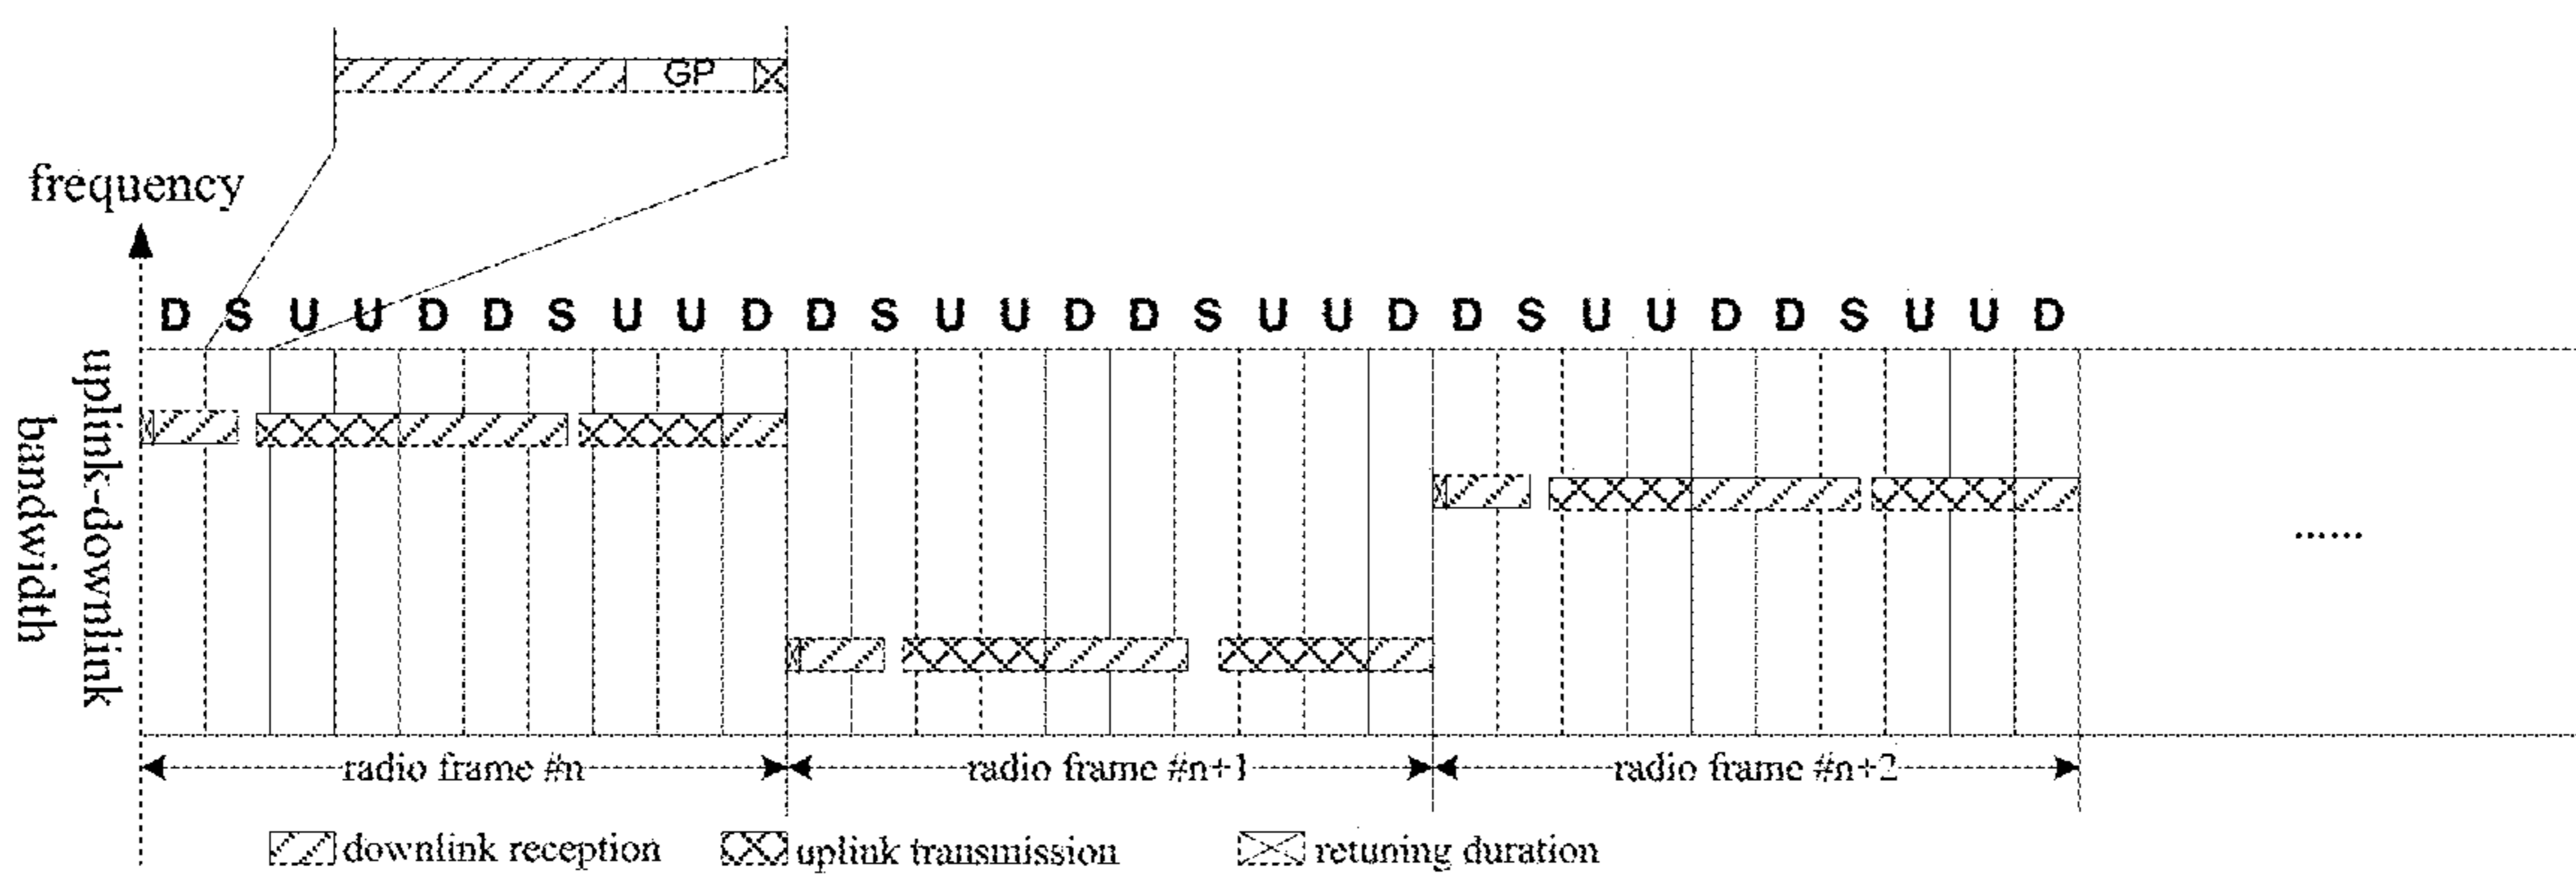 GP
frequency
D S U U D D S U U D D S U U D D S U U D D S U U D D S U U D
uplink-downlink
bandwidth
......
radio frame #n
radio frame #n+1
radio frame #n+2
downlink reception
uplink transmission
retuning duration